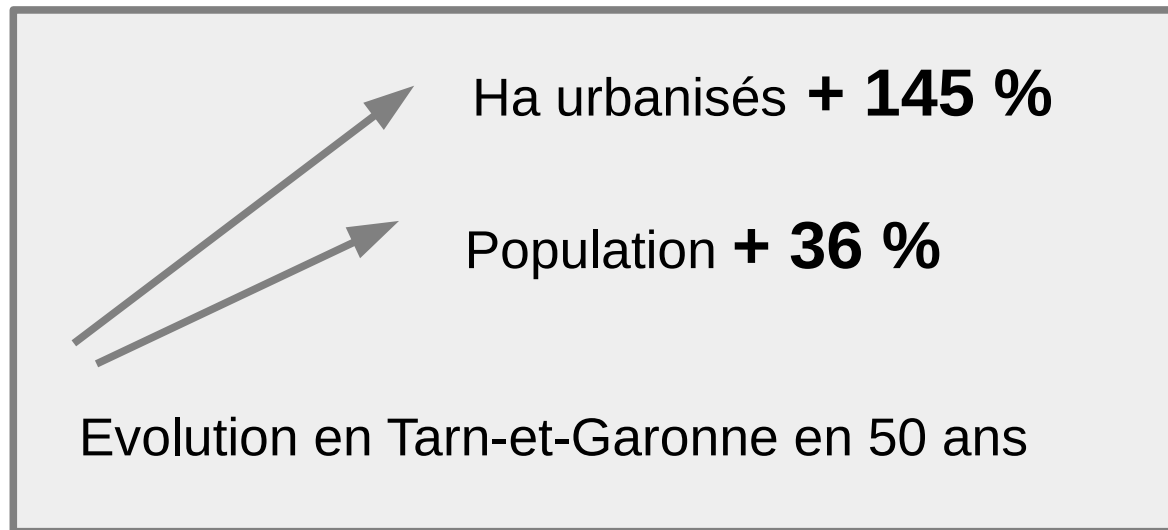 Ha urbanisés + 145 %
Population + 36 %
Evolution en Tarn-et-Garonne en 50 ans